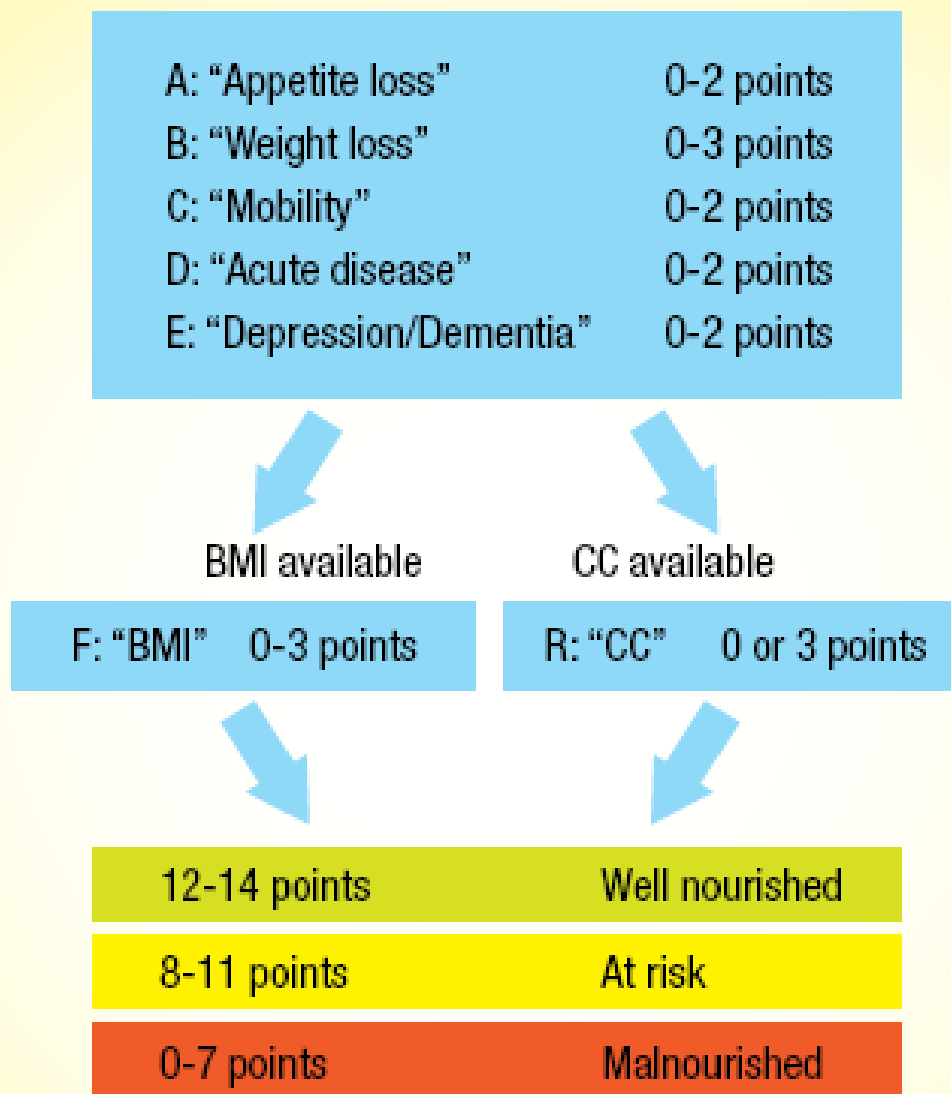 A: “Appetite loss” 0-2 points
B: “Weight loss” 0-3 points
C: “Mobility” 0-2 points
D: “Acute disease” 0-2 points
E: “Depression/Dementia” 0-2 points
BMI available CC available
F: “BMI” 0-3 points R: “CC” 0 or 3 points
12-14 points Well nourished
8-11 points At risk
0-7 points Malnourished